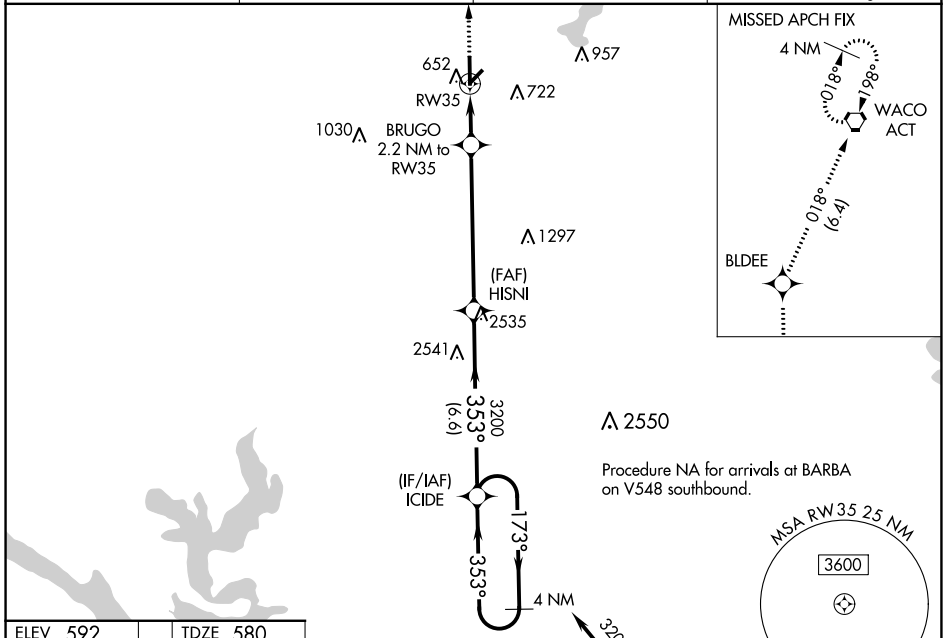 MISSED APCH FIX
4 NM
018°
198°
WACO
ACT
018°
(6.4)
BLDEE
957
652
RW35
722
1030
BRUGO
2.2 NM to
RW35
1297
(FAF)
HISNI
2535
2541
3200
353°
(6.6)
2550
Procedure NA for arrivals at BARBA
on V548 southbound.
(IF/IAF)
ICIDE
173°
353°
4 NM
MSA RW35 25 NM
3600
ELEV 592
TDZE 580